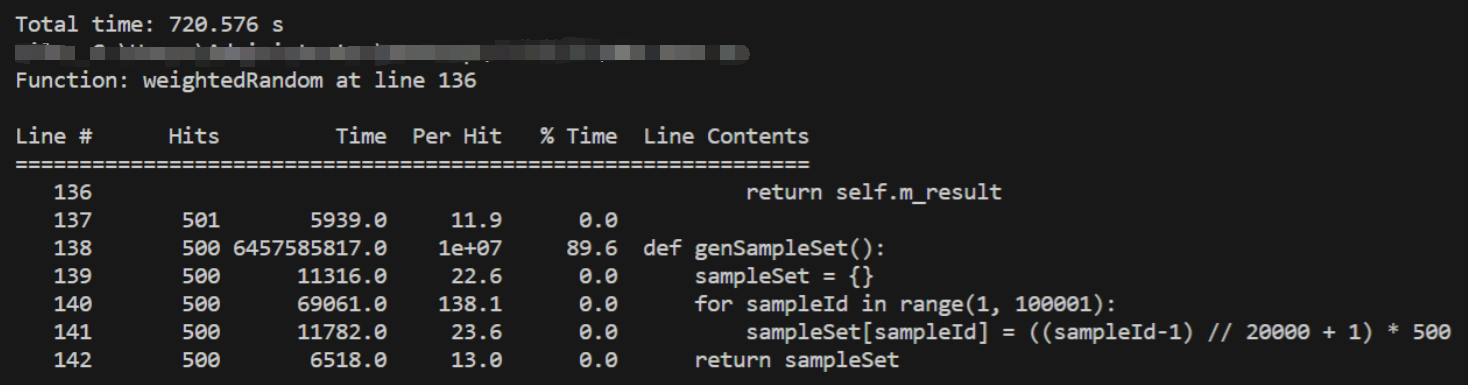 Total time: 720.576 s
Function: weightedRandom at line 136
Line # Hits Time Per Hit % Time Line Contents
==============================================================
136 return self.m_result
137 501 5939.0 11.9 0.0
138 500 6457585817.0 1e+07 89.6 def genSampleSet():
139 500 11316.0 22.6 0.0 sampleSet = {}
140 500 69061.0 138.1 0.0 for sampleId in range(1, 100001):
141 500 11782.0 23.6 0.0 sampleSet[sampleId] = ((sampleId-1) // 20000 + 1) * 500
142 500 6518.0 13.0 0.0 return sampleSet